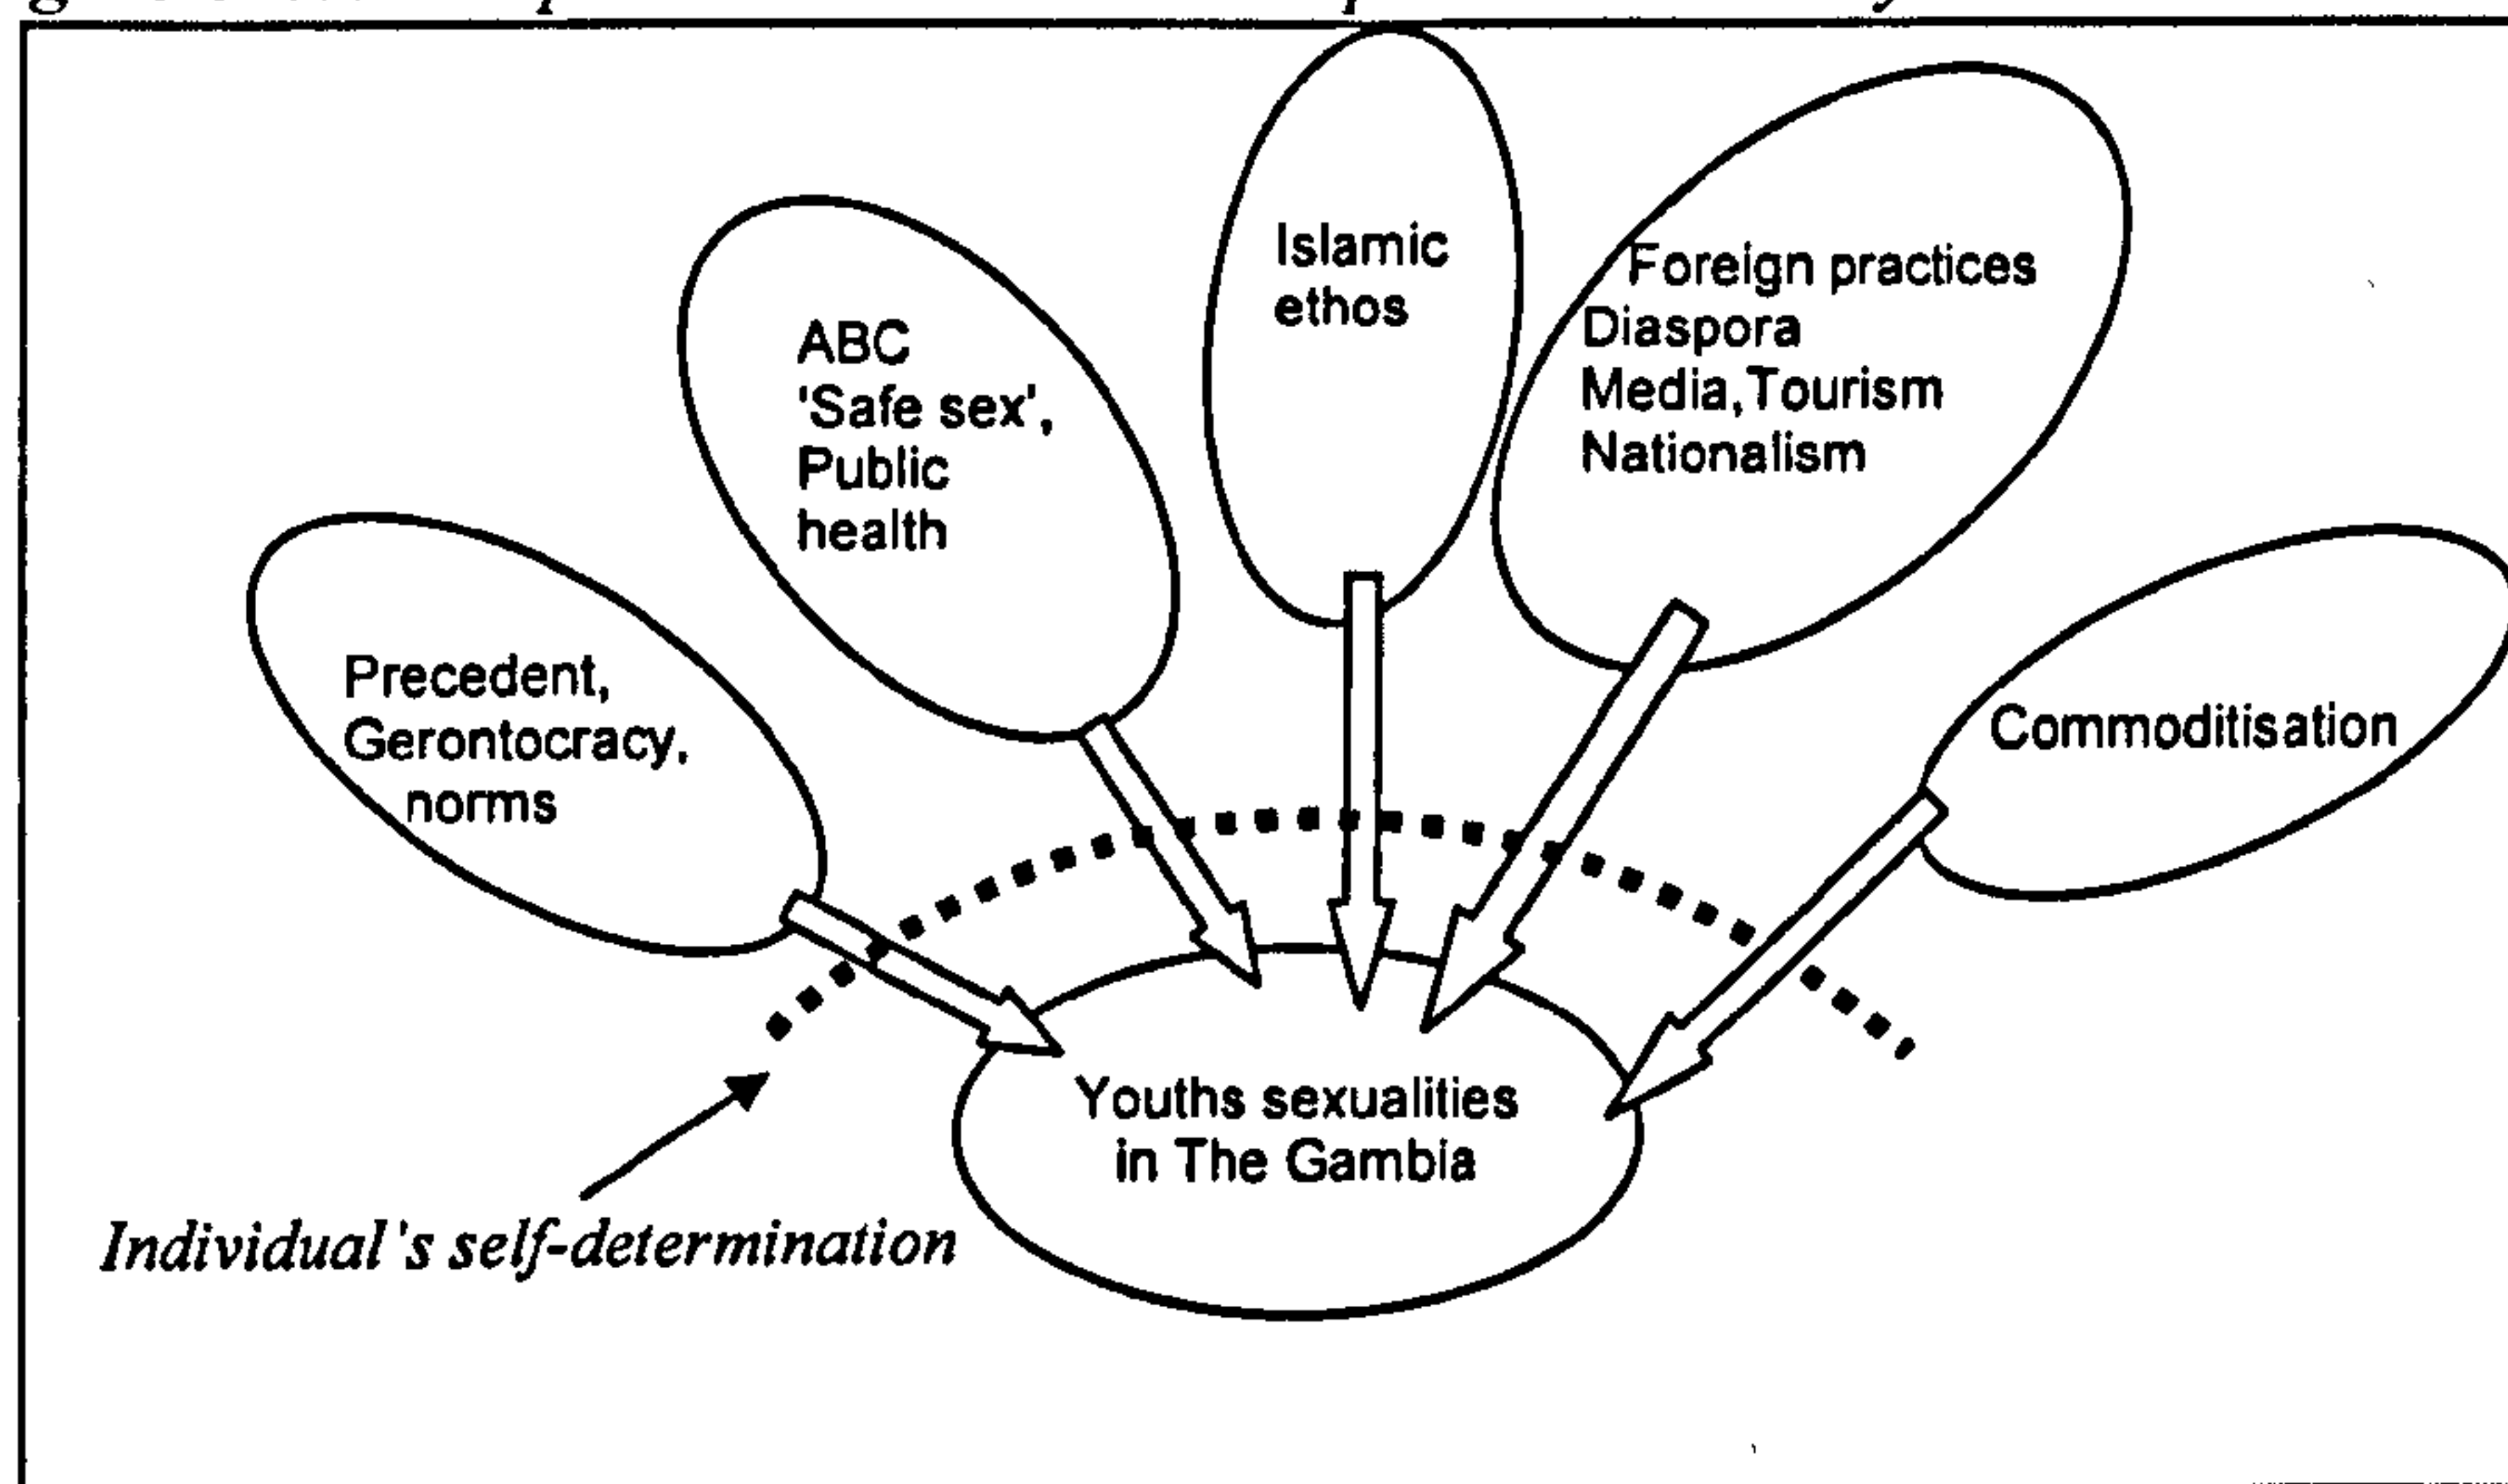 Islamic
ethos
Foreign practices
Diaspora
Media, Tourism
Nationalism
ABC
'Safe sex',
Public
health
Precedent,
Gerontocracy,
norms
Commoditisation
Youths sexualities
in The Gambia
Individual's self-determination